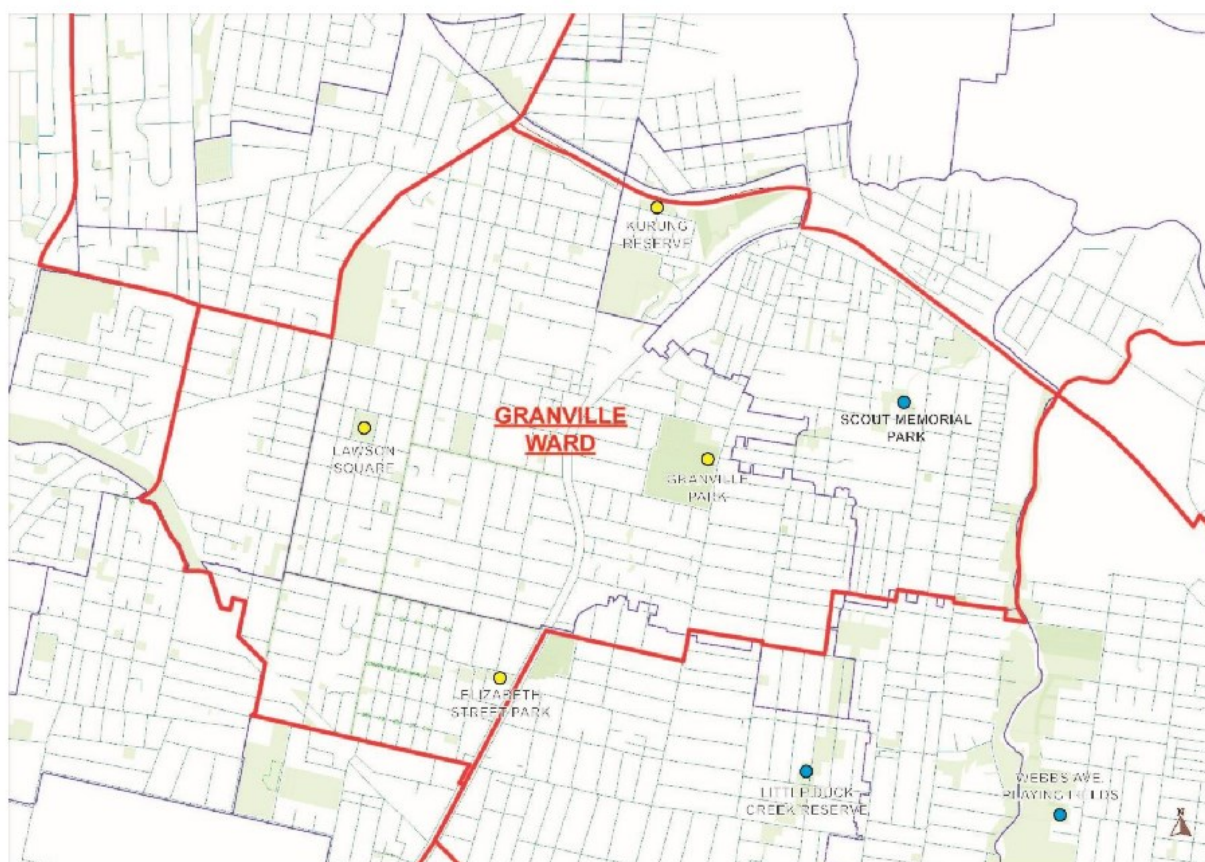 KURUNG
RESERVE
GRANVILLE
WARD
SCOUT MEMORIAL
PARK
LAWSON
SQUARE
GRANVILLE
PARK
ELIZABETH
STREET PARK
LITTLE DUCK
CREEK RESERVE
WEBBS AVE
PLAYING FIELDS
N